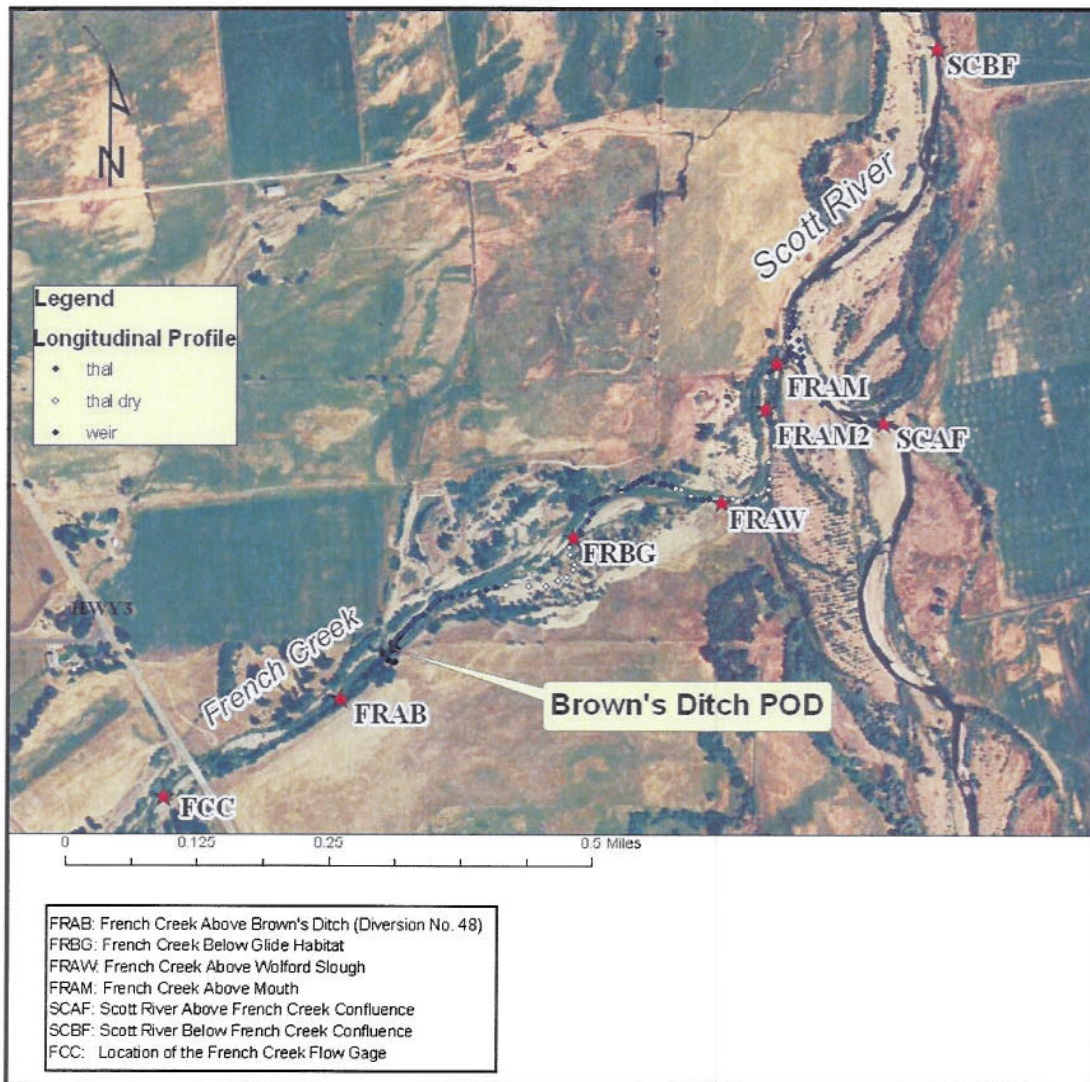 N
SCBF
Scott River
Legend
Longitudinal Profile
thal
thal dry
weir
FRAM
FRAM2
SCAF
FRAW
FRBG
HWY3
French Creek
FRAB
Brown's Ditch POD
FCC
0 0.125 0.25 0.5 Miles
FRAB: French Creek Above Brown's Ditch (Diversion No. 48)
FRBG: French Creek Below Glide Habitat
FRAW: French Creek Above Wolford Slough
FRAM: French Creek Above Mouth
SCAF: Scott River Above French Creek Confluence
SCBF: Scott River Below French Creek Confluence
FCC: Location of the French Creek Flow Gage